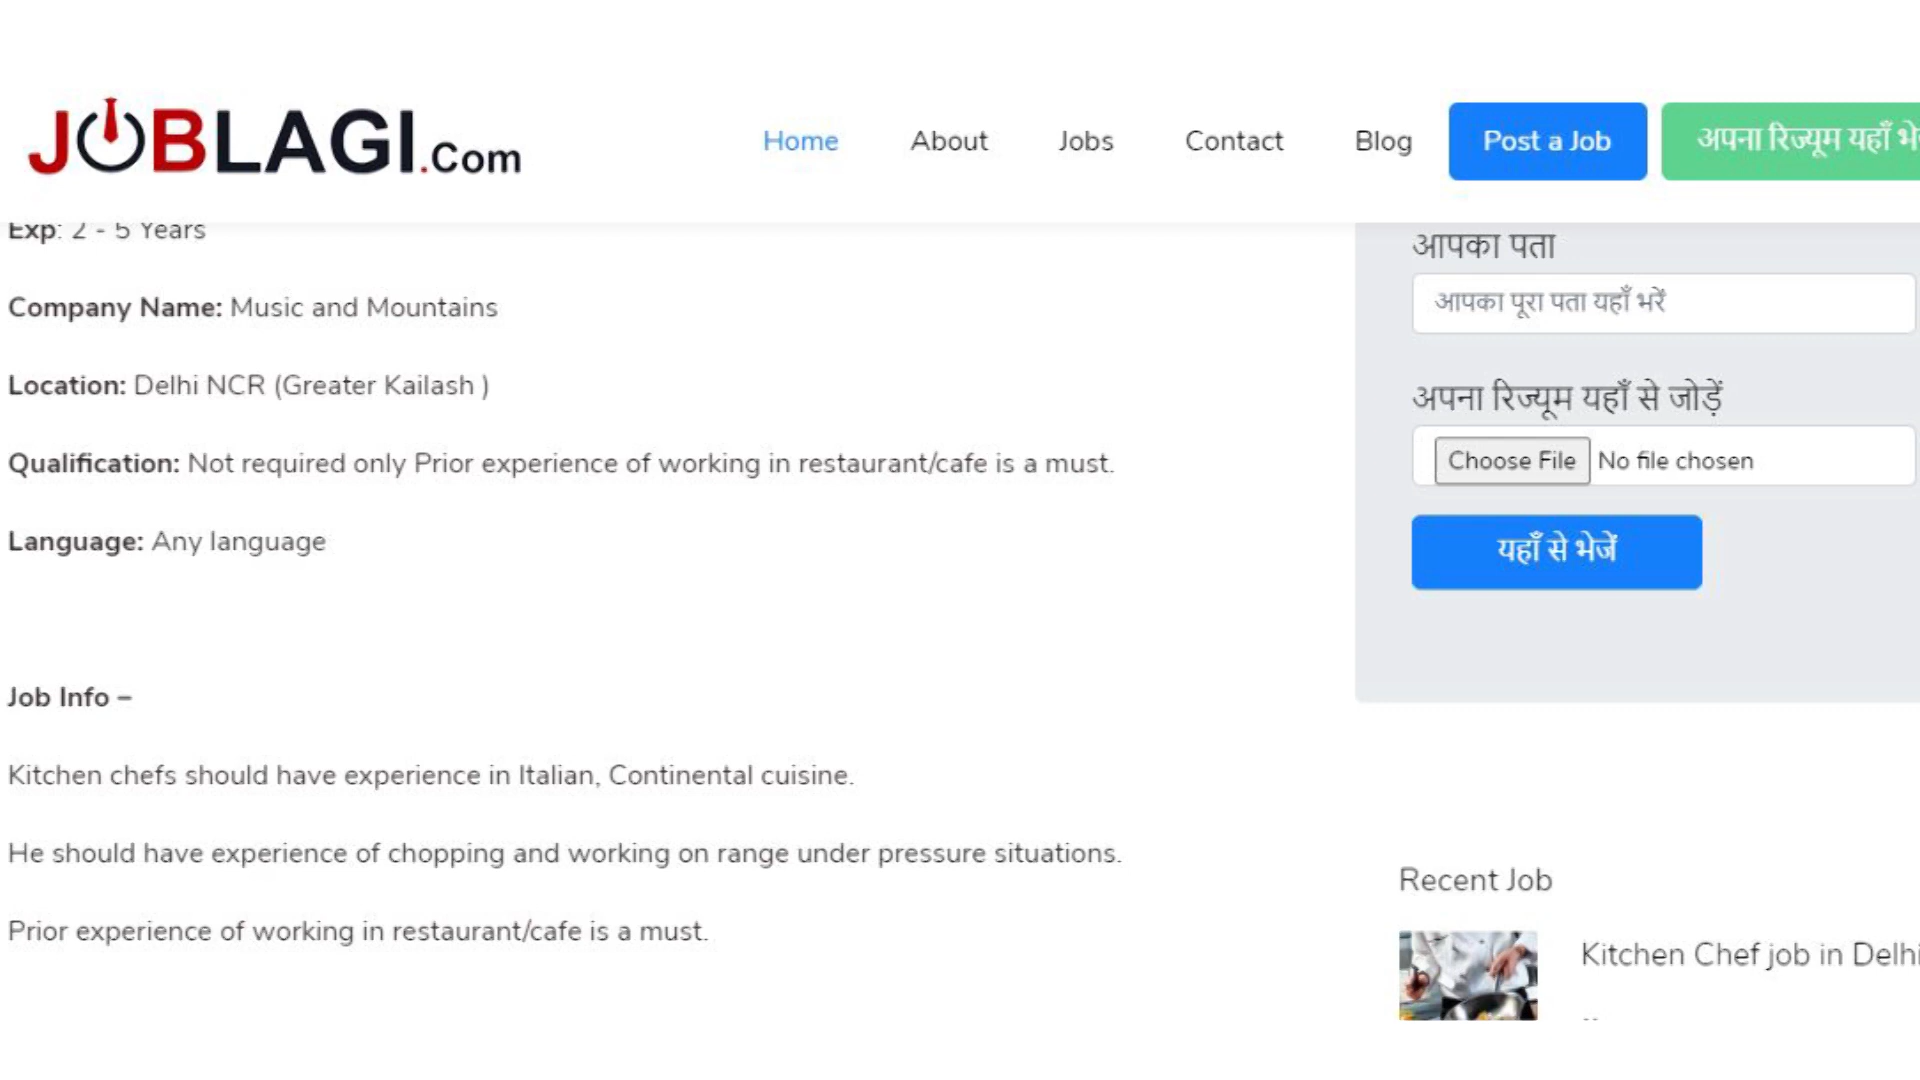 JOBLAGI.Com
Home About Jobs Contact Blog Post a Job अपना रिज्यूम यहाँ
Exp: 2 - 5 Years
Company Name: Music and Mountains
Location: Delhi NCR (Greater Kailash )
Qualification: Not required only Prior experience of working in restaurant/cafe is a must.
Language: Any language
Job Info –
Kitchen chefs should have experience in Italian, Continental cuisine.
He should have experience of chopping and working on range under pressure situations.
Prior experience of working in restaurant/cafe is a must.
आपका पता
आपका पूरा पता यहाँ भरें
अपना रिज्यूम यहाँ से जोड़ें
Choose File No file chosen
यहाँ से भेजें
Recent Job
Kitchen Chef job in Delhi